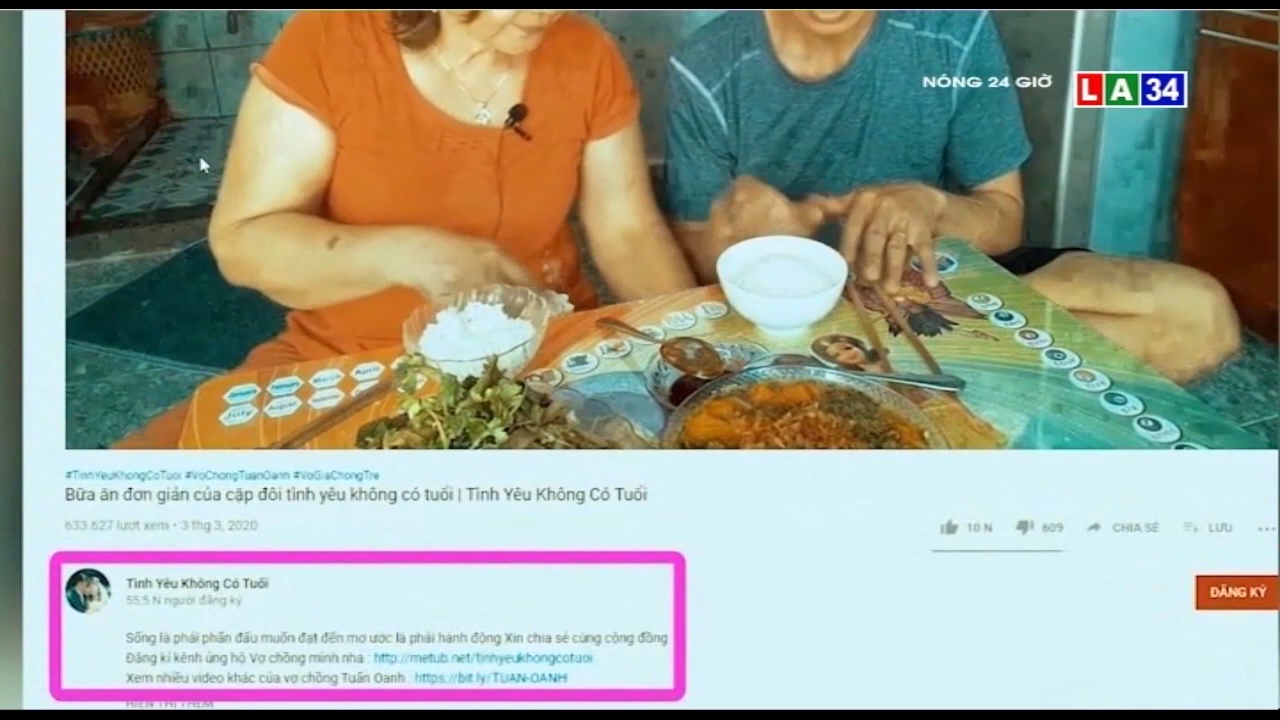 NÓNG 24 GIỜ
LA34
July
#TinhYeuKhongCoTuoi #VoChongTuanOanh #VoGiaChongTre
Bữa ăn đơn giản của cặp đôi tình yêu không có tuổi | Tình Yêu Không Có Tuổi
633.627 lượt xem • 3 thg 3, 2020
10 N
609
CHIA SẺ
LƯU
Tình Yêu Không Có Tuổi
55,5 N người đăng ký
ĐĂNG KÝ
Sống là phải phấn đấu muốn đạt đến mơ ước là phải hành động Xin chia sẻ cùng cộng đồng
Đăng kí kênh ủng hộ Vợ chồng mình nha : http://metub.net/tinhyeukhongcotuoi
Xem nhiều video khác của vợ chồng Tuấn Oanh : https://bit.ly/TUAN-OANH
HIỂN THỊ THÊM